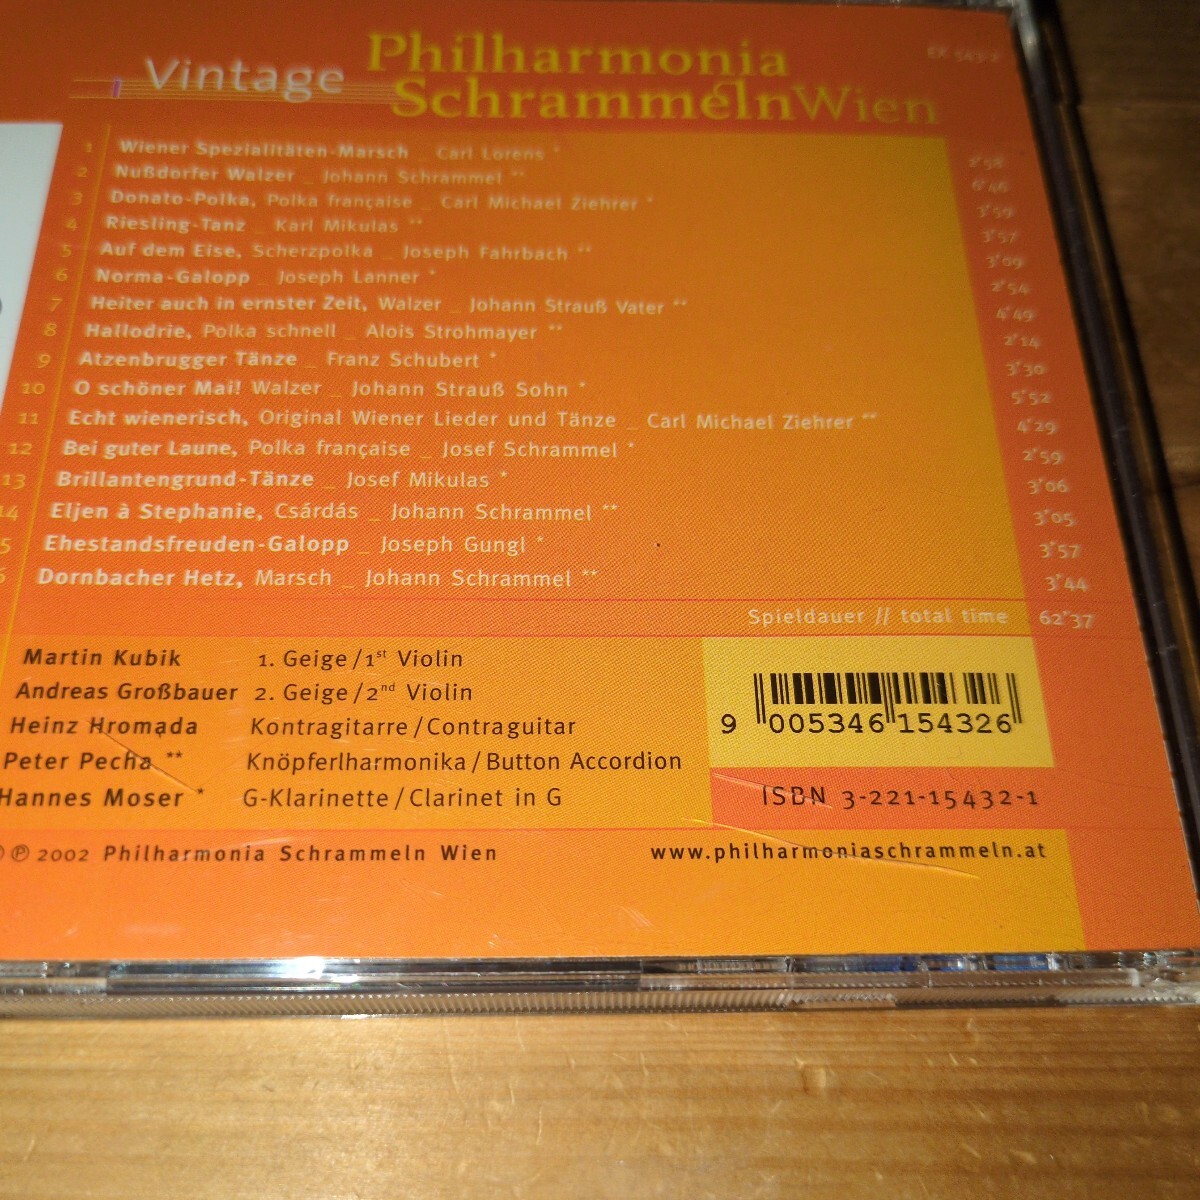 Vintage Philharmonia
Schrammeln Wien
EX 543-2
1 Wiener Spezialitäten-Marsch _ Carl Lorens * 2'58
2 Nußdorfer Walzer _ Johann Schrammel ** 6'46
3 Donato-Polka, Polka française _ Carl Michael Ziehrer * 3'59
4 Riesling-Tanz _ Karl Mikulas ** 3'57
5 Auf dem Eise, Scherzpolka _ Joseph Fahrbach ** 3'09
6 Norma-Galopp _ Joseph Lanner * 2'54
7 Heiter auch in ernster Zeit, Walzer _ Johann Strauß Vater ** 4'49
8 Hallodrie, Polka schnell _ Alois Strohmayer ** 2'14
9 Atzenbrugger Tänze _ Franz Schubert * 3'30
10 O schöner Mai! Walzer _ Johann Strauß Sohn * 5'52
11 Echt wienerisch, Original Wiener Lieder und Tänze _ Carl Michael Ziehrer ** 4'29
12 Bei guter Laune, Polka française _ Josef Schrammel * 2'59
13 Brillantengrund-Tänze _ Josef Mikulas * 3'06
14 Eljen à Stephanie, Csárdás _ Johann Schrammel ** 3'05
5 Ehestandsfreuden-Galopp _ Joseph Gungl * 3'57
6 Dornbacher Hetz, Marsch _ Johann Schrammel ** 3'44
Spieldauer // total time 62'37
Martin Kubik 1. Geige/1st Violin
Andreas Großbauer 2. Geige/2nd Violin
Heinz Hromada Kontragitarre/Contraguitar
Peter Pecha ** Knöpferlharmonika/Button Accordion
Hannes Moser * G-Klarinette/Clarinet in G
9 005346 154326
ISBN 3-221-15432-1
℗ 2002 Philharmonia Schrammeln Wien
www.philharmoniaschrammeln.at